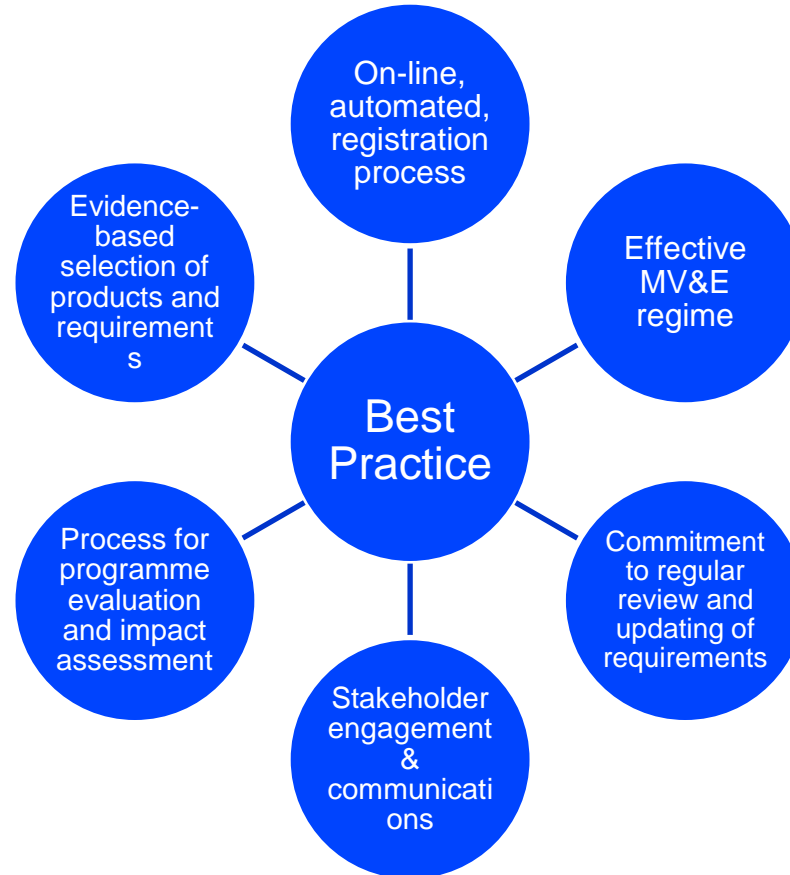 On-line,
automated,
registration
process
Effective
MV&E
regime
Commitment
to regular
review and
updating of
requirements
Stakeholder
engagement
&
communicati
ons
Process for
programme
evaluation
and impact
assessment
Evidence-
based
selection of
products and
requirement
s
Best
Practice